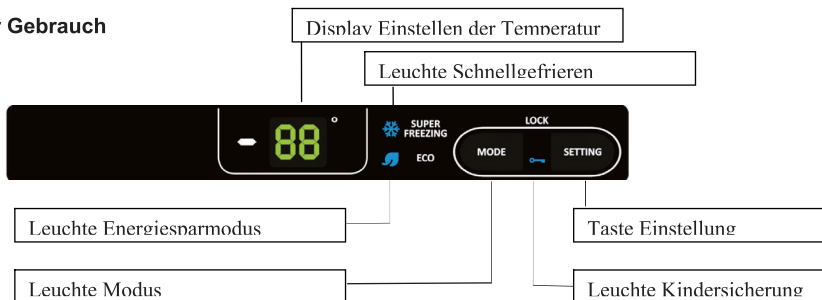 Gebrauch
Display Einstellen der Temperatur
Leuchte Schnellgefrieren
88°
SUPER FREEZING
ECO
LOCK
MODE
SETTING
Leuchte Energiesparmodus
Taste Einstellung
Leuchte Modus
Leuchte Kindersicherung